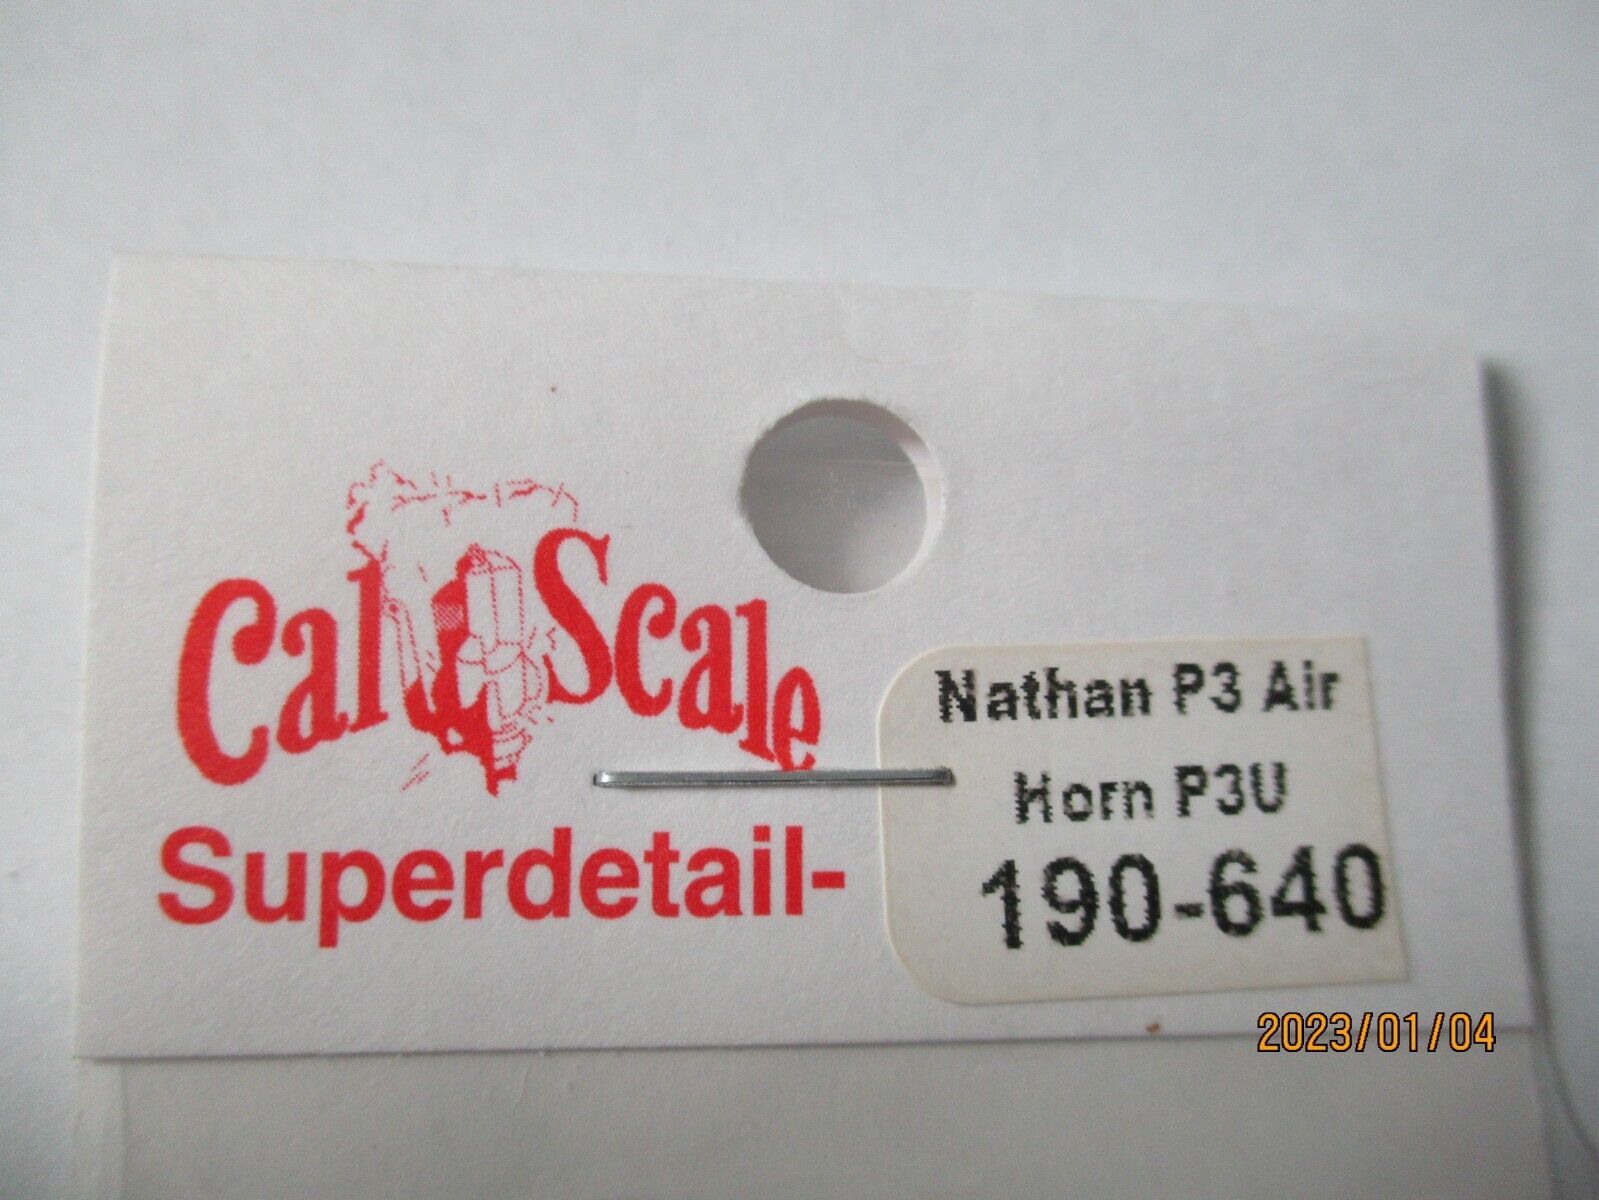 Cal Scale
Superdetail-
Nathan P3 Air
Horn P3U
190-640
2023/01/04